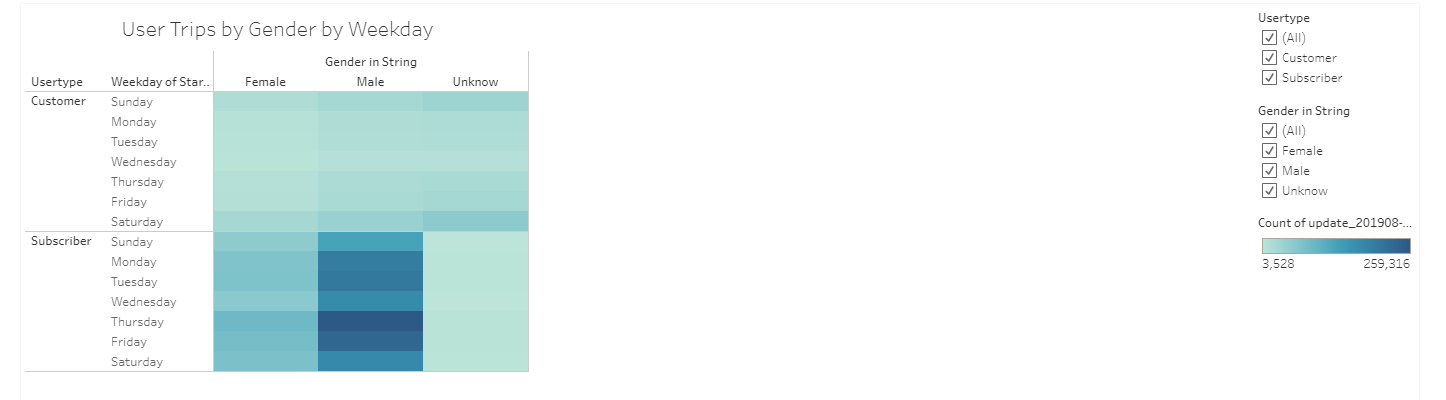 User Trips by Gender by Weekday
Gender in String
Usertype Weekday of Star.. Female Male Unknow
Customer Sunday
Monday
Tuesday
Wednesday
Thursday
Friday
Saturday
Subscriber Sunday
Monday
Tuesday
Wednesday
Thursday
Friday
Saturday
Usertype
(All)
Customer
Subscriber
Gender in String
(All)
Female
Male
Unknow
Count of update_201908-...
3,528 259,316